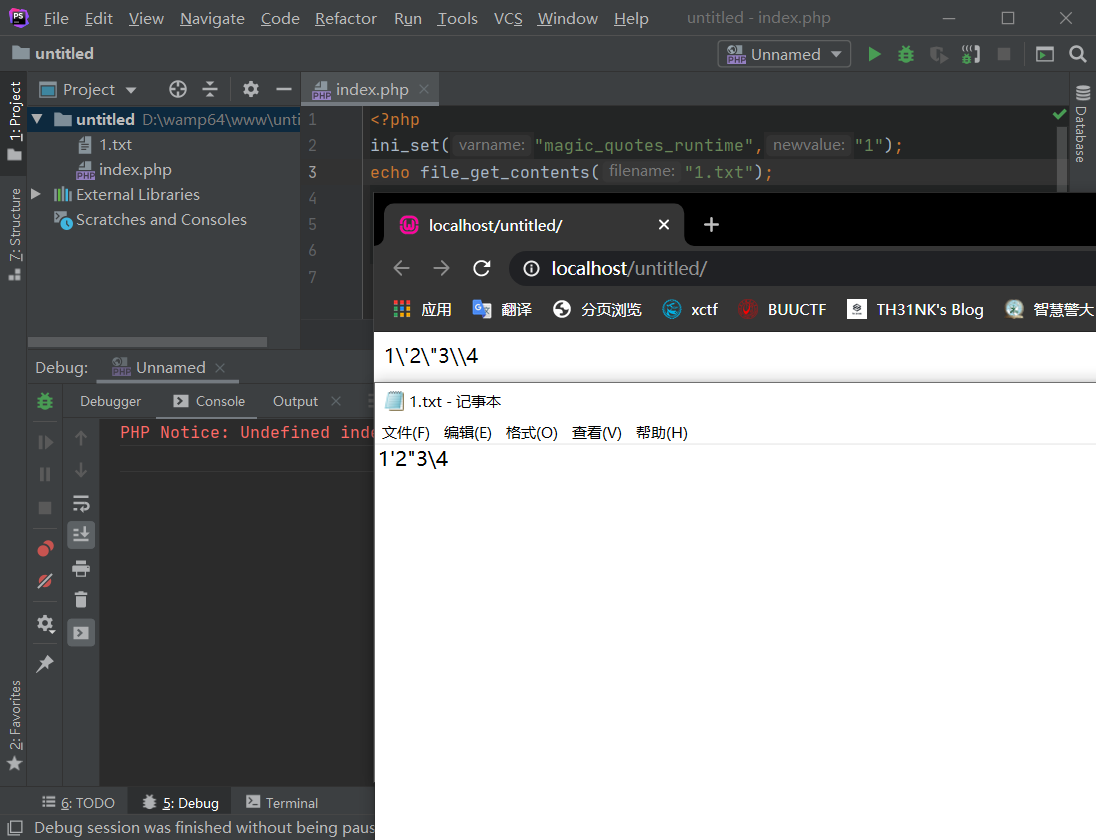 PS File Edit View Navigate Code Refactor Run Tools VCS Window Help untitled - index.php
untitled
PHP Unnamed
1: Project
Project
untitled D:\wamp64\www\unti
1.txt
PHP index.php
External Libraries
Scratches and Consoles
7: Structure
PHP index.php
1 <?php
2 ini_set( varname: "magic_quotes_runtime", newvalue: "1");
3 echo file_get_contents( filename: "1.txt");
4
5
6
7
Database
localhost/untitled/
localhost/untitled/
应用 翻译 分页浏览 xctf BUUCTF TH31NK's Blog 智慧警大
1\'2\"3\\4
1.txt - 记事本
文件(F) 编辑(E) 格式(O) 查看(V) 帮助(H)
1'2"3\4
Debug: PHP Unnamed
Debugger Console Output
PHP Notice: Undefined inde
2: Favorites
6: TODO 5: Debug Terminal
Debug session was finished without being paus